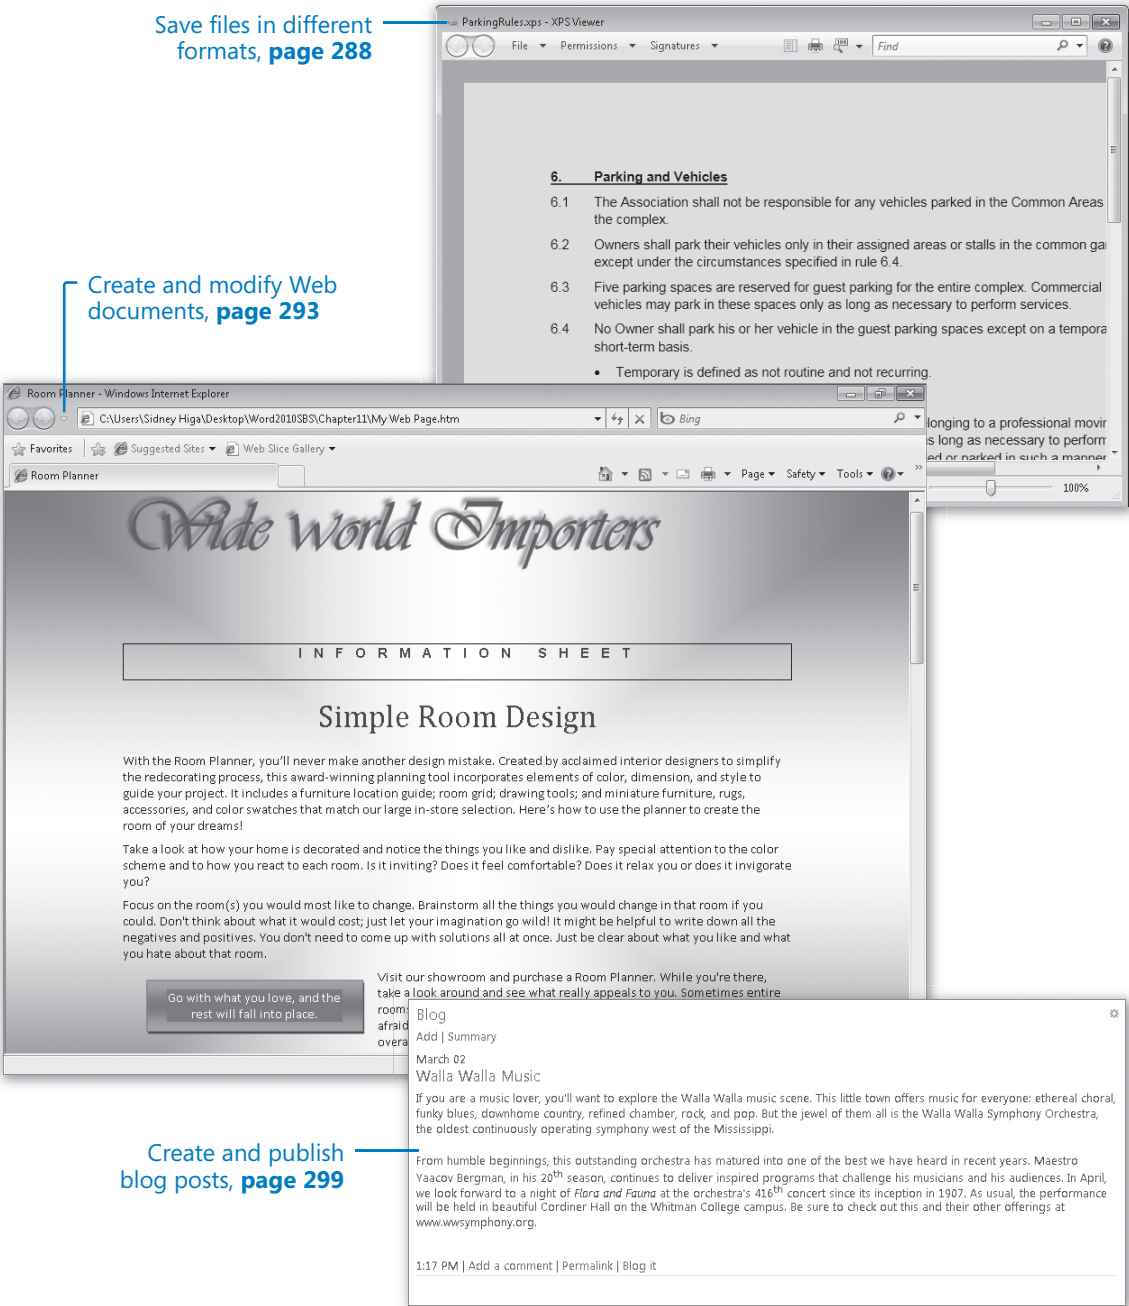 Save files in different
formats, page 288
ParkingRules.xps - XPS Viewer
File Permissions Signatures Find
6. Parking and Vehicles
6.1 The Association shall not be responsible for any vehicles parked in the Common Areas
the complex.
6.2 Owners shall park their vehicles only in their assigned areas or stalls in the common
except under the circumstances specified in rule 6.4.
6.3 Five parking spaces are reserved for guest parking for the entire complex. Commercial
vehicles may park in these spaces only as long as necessary to perform services.
6.4 No Owner shall park his or her vehicle in the guest parking spaces except on a
short-term basis.
• Temporary is defined as not routine and not recurring.
longing to a professional
s long as necessary to perform
ed or parked in such a manner
100%
Create and modify Web
documents, page 293
Room Planner - Windows Internet Explorer
C:\Users\Sidney Higa\Desktop\Word2010SBS\Chapter11\My Web Page.htm Bing
Favorites Suggested Sites Web Slice Gallery
Room Planner Page Safety Tools
Wide World Importers
INFORMATION SHEET
Simple Room Design
With the Room Planner, you'll never make another design mistake. Created by acclaimed interior designers to simplify
the redecorating process, this award-winning planning tool incorporates elements of color, dimension, and style to
guide your project. It includes a furniture location guide; room grid; drawing tools; and miniature furniture, rugs,
accessories, and color swatches that match our large in-store selection. Here's how to use the planner to create the
room of your dreams!
Take a look at how your home is decorated and notice the things you like and dislike. Pay special attention to the color
scheme and to how you react to each room. Is it inviting? Does it feel comfortable? Does it relax you or does it invigorate
you?
Focus on the room(s) you would most like to change. Brainstorm all the things you would change in that room if you
could. Don't think about what it would cost; just let your imagination go wild! It might be helpful to write down all the
negatives and positives. You don't need to come up with solutions all at once. Just be clear about what you like and what
you hate about that room.
Go with what you love, and the
rest will fall into place.
Visit our showroom and purchase a Room Planner. While you're there,
take a look around and see what really appeals to you. Sometimes entire
room
afraid
overa
Create and publish
blog posts, page 299
Blog
Add | Summary
March 02
Walla Walla Music
If you are a music lover, you'll want to explore the Walla Walla music scene. This little town offers music for everyone: ethereal choral,
funky blues, downhome country, refined chamber, rock, and pop. But the jewel of them all is the Walla Walla Symphony Orchestra,
the oldest continuously operating symphony west of the Mississippi.
From humble beginnings, this outstanding orchestra has matured into one of the best we have heard in recent years. Maestro
Yaacov Bergman, in his 20th season, continues to deliver inspired programs that challenge his musicians and his audiences. In April,
we look forward to a night of Flora and Fauna at the orchestra's 416th concert since its inception in 1907. As usual, the performance
will be held in beautiful Cordiner Hall on the Whitman College campus. Be sure to check out this and their other offerings at
www.wwsymphony.org.
1:17 PM | Add a comment | Permalink | Blog it